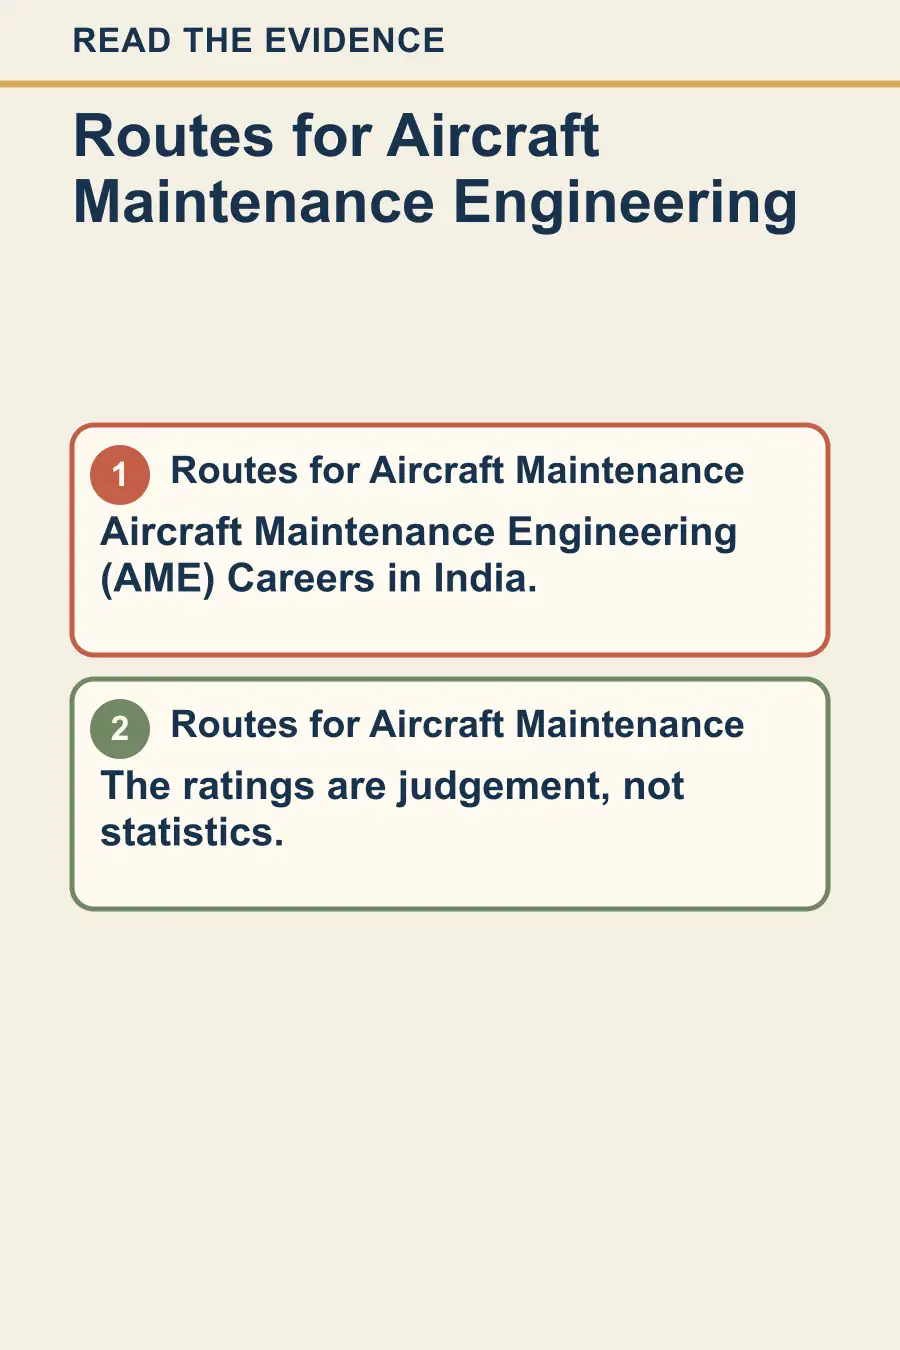 READ THE EVIDENCE
Routes for Aircraft
Maintenance Engineering
1 Routes for Aircraft Maintenance
Aircraft Maintenance Engineering
(AME) Careers in India.
2 Routes for Aircraft Maintenance
The ratings are judgement, not
statistics.